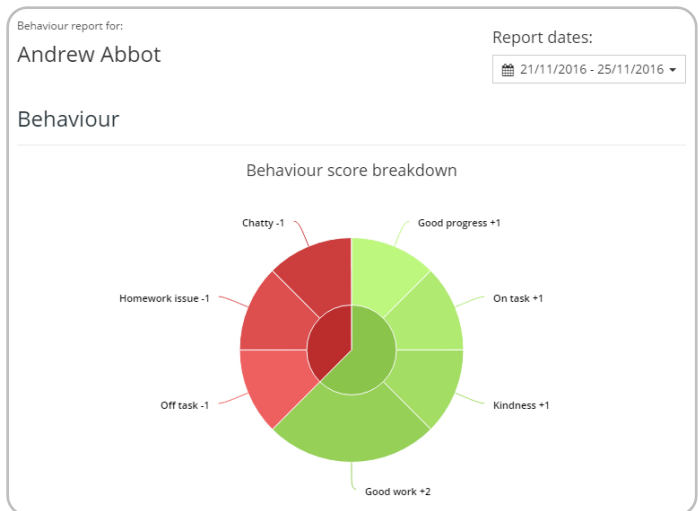 Behaviour report for:
Andrew Abbot
Report dates:
21/11/2016 - 25/11/2016
Behaviour
Behaviour score breakdown
Chatty -1
Good progress +1
Homework issue -1
On task +1
Off task -1
Kindness +1
Good work +2